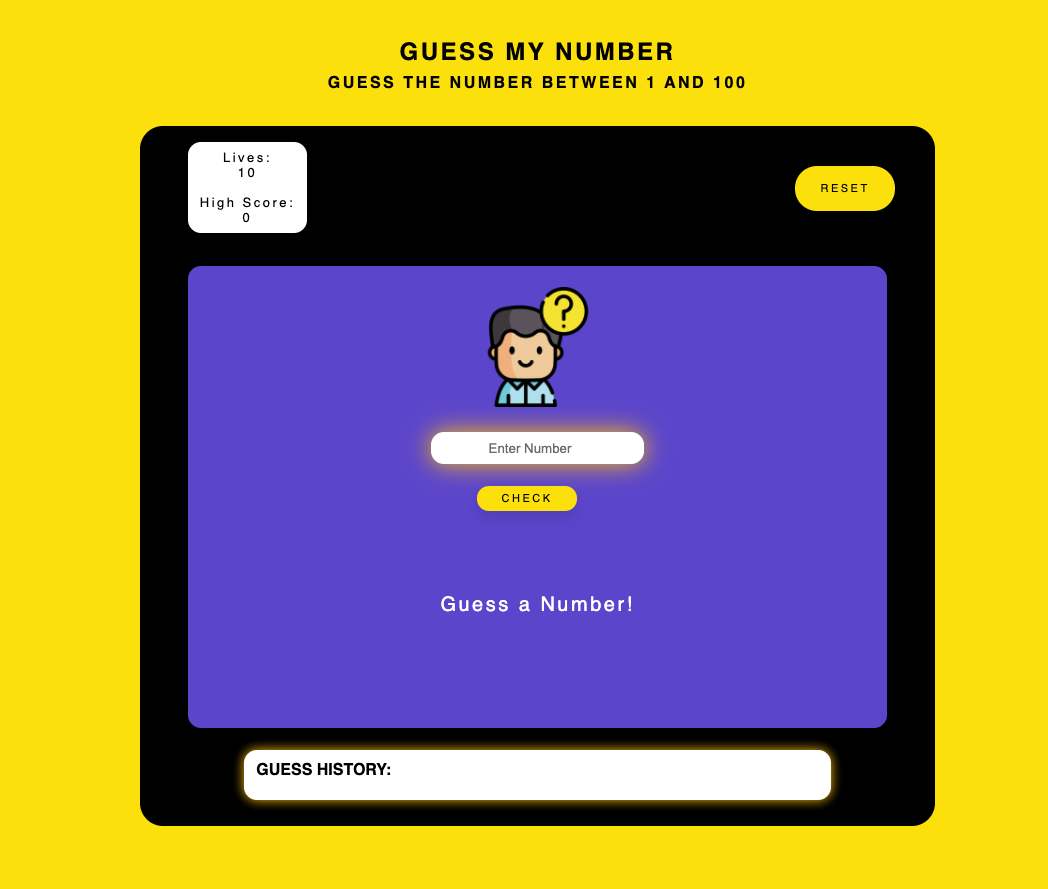 GUESS MY NUMBER
GUESS THE NUMBER BETWEEN 1 AND 100
Lives:
10
High Score:
0
RESET
?
Enter Number
CHECK
Guess a Number!
GUESS HISTORY: